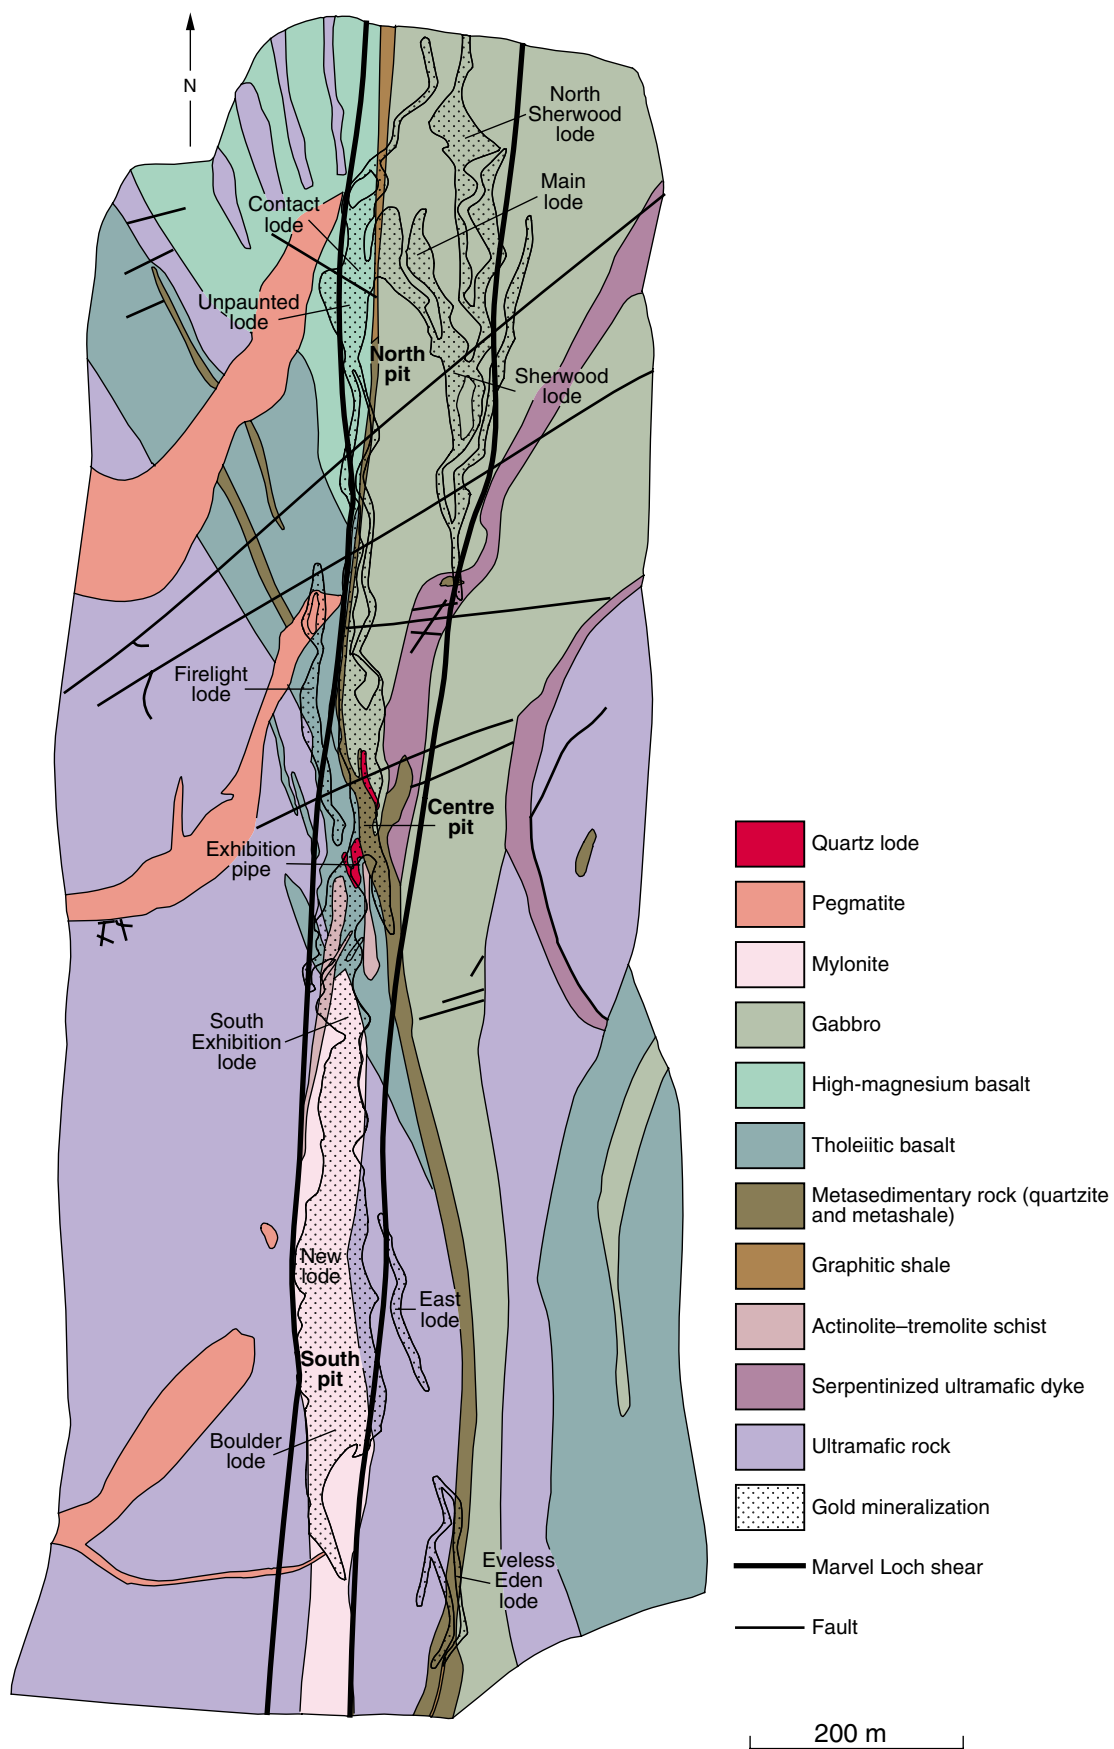 N
North
Sherwood
lode
Main
lode
Contact
lode
Unpaunted
lode
North
pit
Sherwood
lode
Firelight
lode
Centre
pit
Exhibition
pipe
South
Exhibition
lode
New
lode
East
lode
South
pit
Boulder
lode
Eveless
Eden
lode
Quartz lode
Pegmatite
Mylonite
Gabbro
High-magnesium basalt
Tholeiitic basalt
Metasedimentary rock (quartzite
and metashale)
Graphitic shale
Actinolite–tremolite schist
Serpentinized ultramafic dyke
Ultramafic rock
Gold mineralization
Marvel Loch shear
Fault
200 m